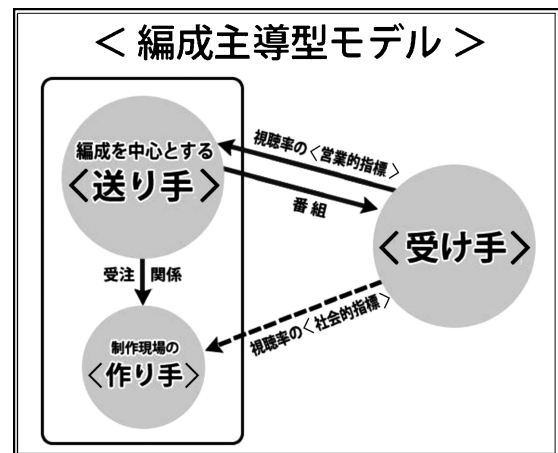 ＜編成主導型モデル＞
編成を中心とする
〈送り手〉
視聴率の〈営業的指標〉
番組
〈受け手〉
受注 関係
視聴率の〈社会的指標〉
制作現場の
〈作り手〉